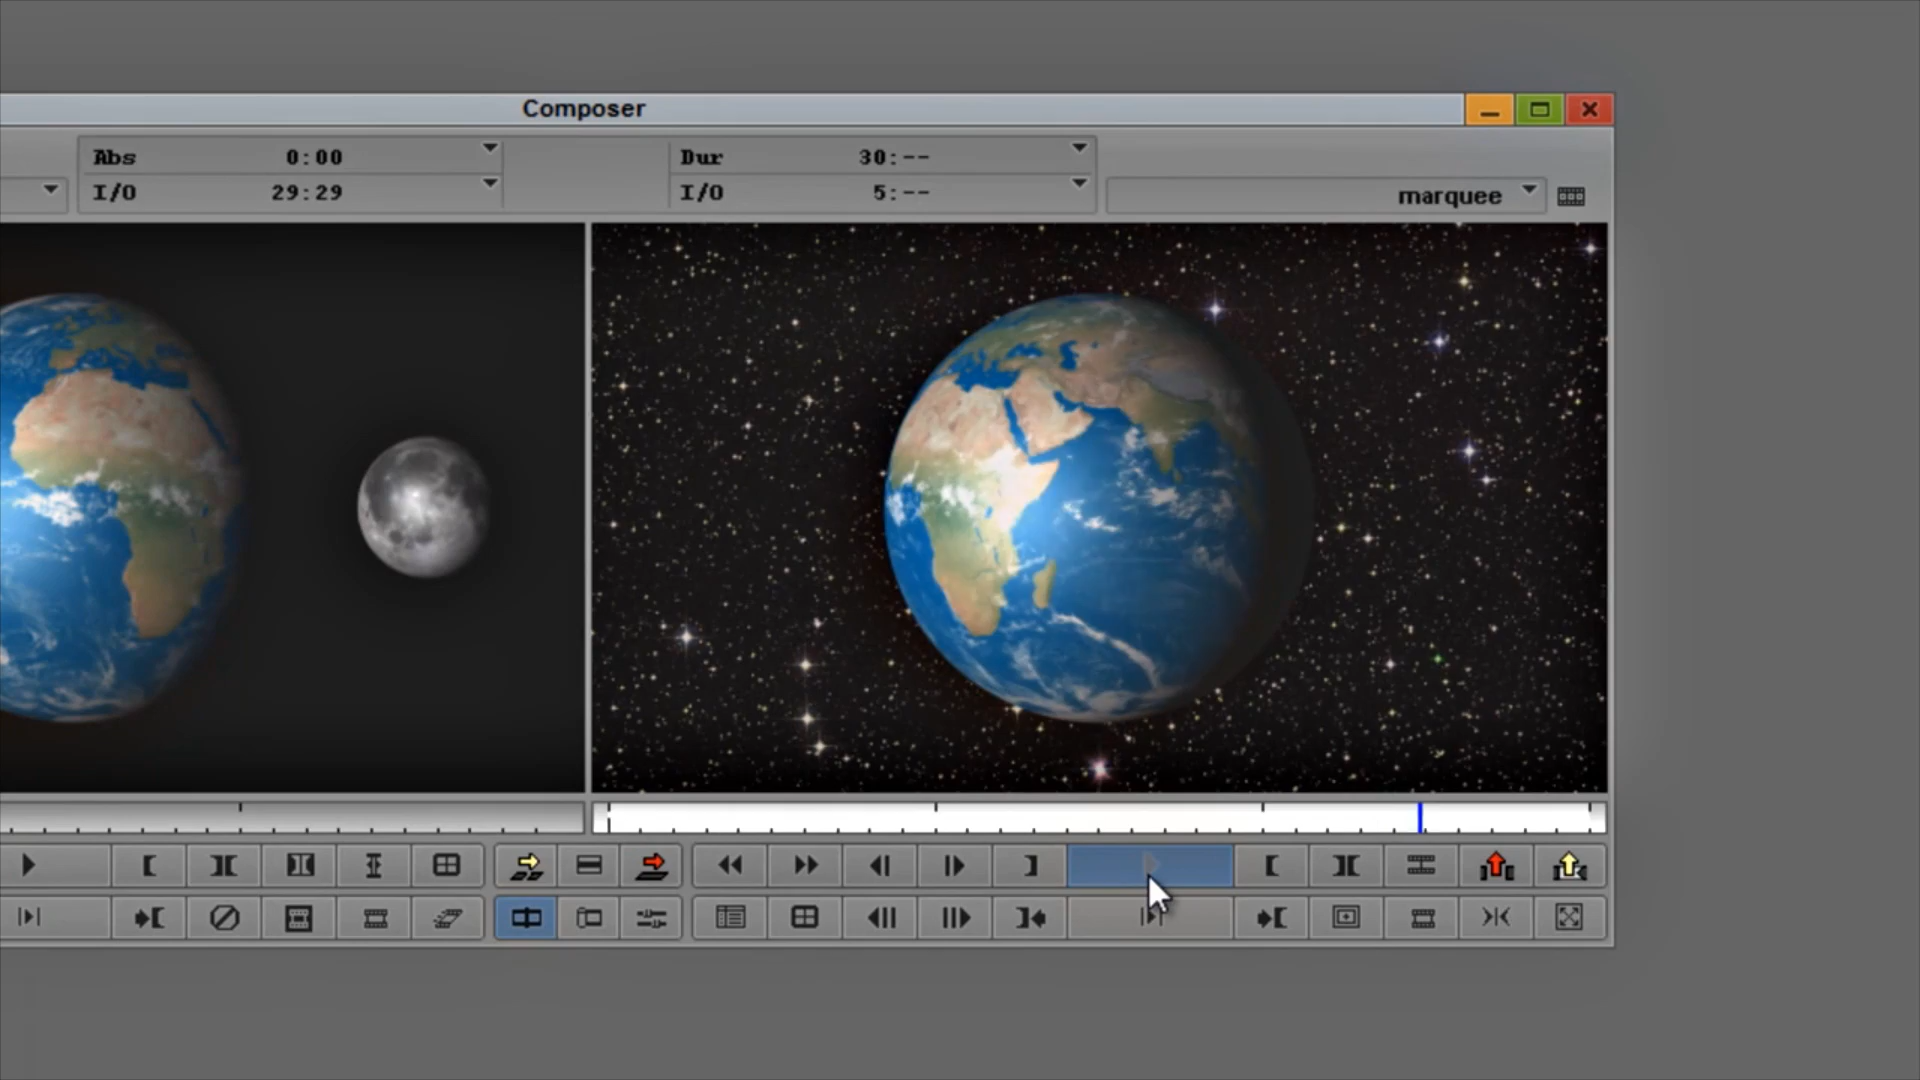 Composer
Abs 0:00
I/O 29:29
Dur 30:--
I/O 5:--
marquee